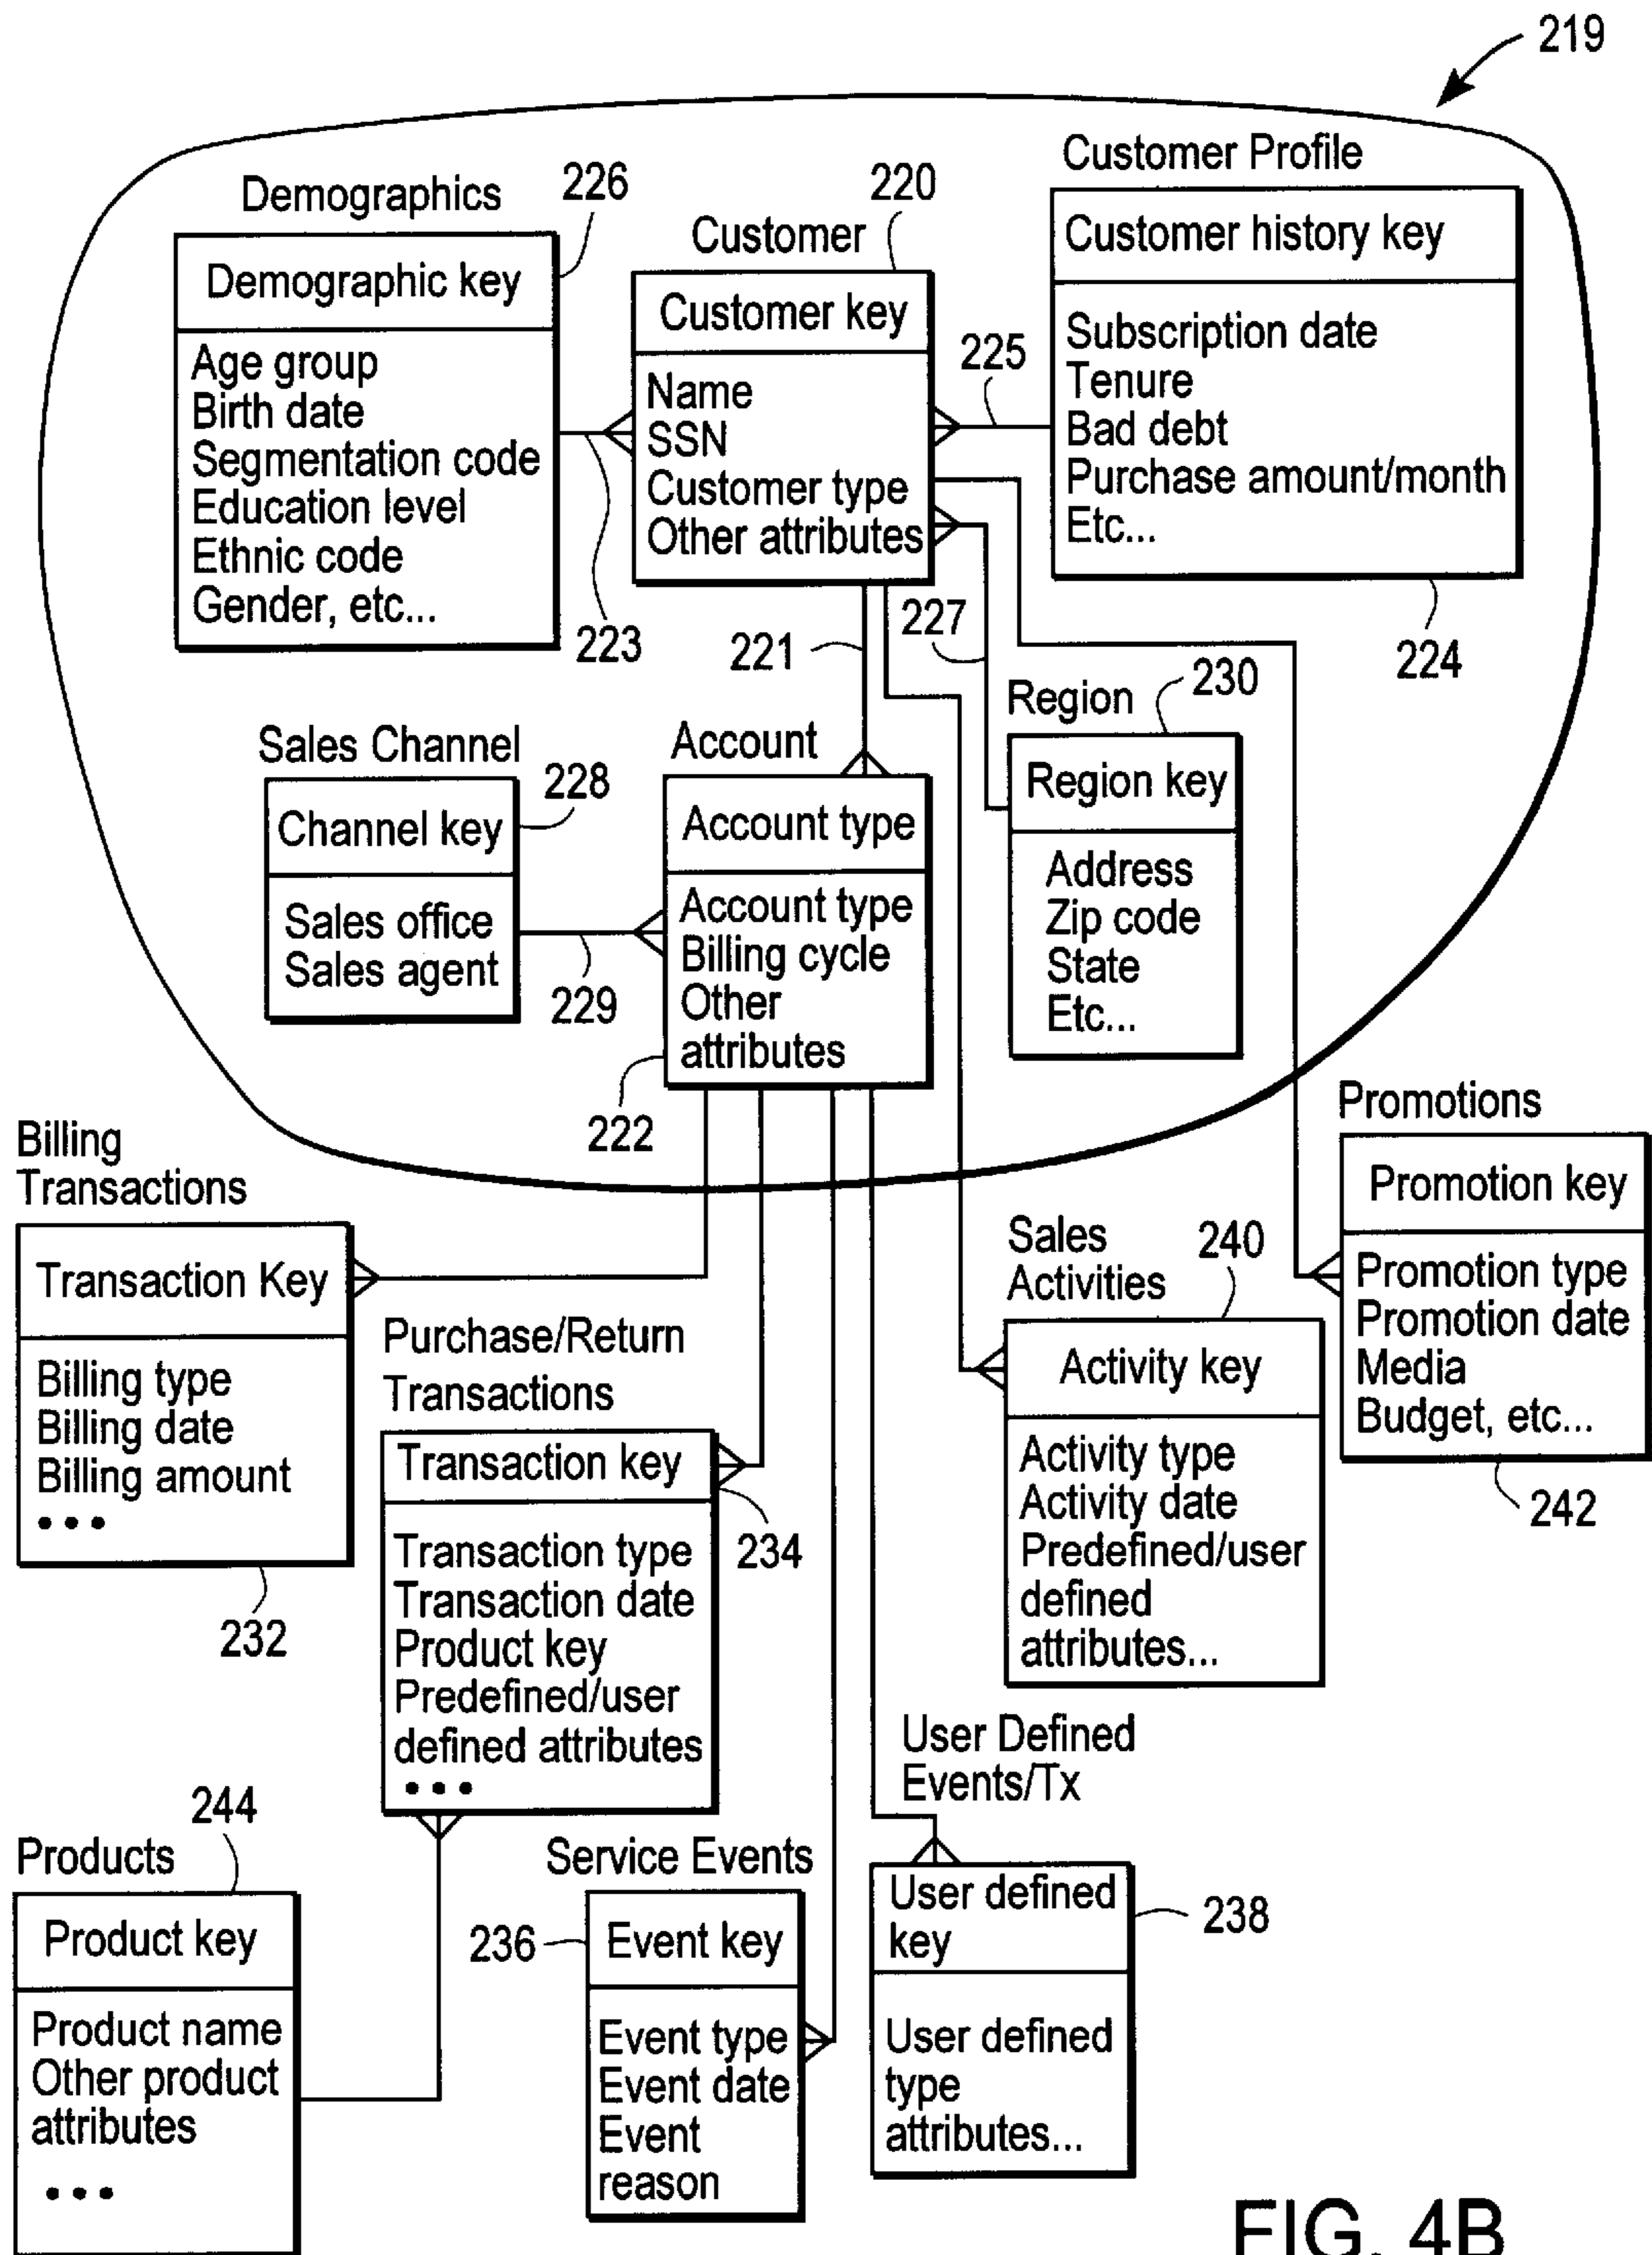 219
Demographics
226
Demographic key
Age group
Birth date
Segmentation code
Education level
Ethnic code
Gender, etc...
223
Customer
220
Customer key
Name
SSN
Customer type
Other attributes
225
Customer Profile
Customer history key
Subscription date
Tenure
Bad debt
Purchase amount/month
Etc...
224
221
227
Sales Channel
228
Channel key
Sales office
Sales agent
229
Account
Account type
Account type
Billing cycle
Other
attributes
222
Region
230
Region key
Address
Zip code
State
Etc...
Billing
Transactions
Transaction Key
Billing type
Billing date
Billing amount
• • •
232
Purchase/Return
Transactions
Transaction key
234
Transaction type
Transaction date
Product key
Predefined/user
defined attributes
• • •
Sales
Activities
240
Activity key
Activity type
Activity date
Predefined/user
defined
attributes...
Promotions
Promotion key
Promotion type
Promotion date
Media
Budget, etc...
242
Products
244
Product key
Product name
Other product
attributes
• • •
Service Events
236
Event key
Event type
Event date
Event
reason
User Defined
Events/Tx
User defined
key
238
User defined
type
attributes...
FIG. 4B